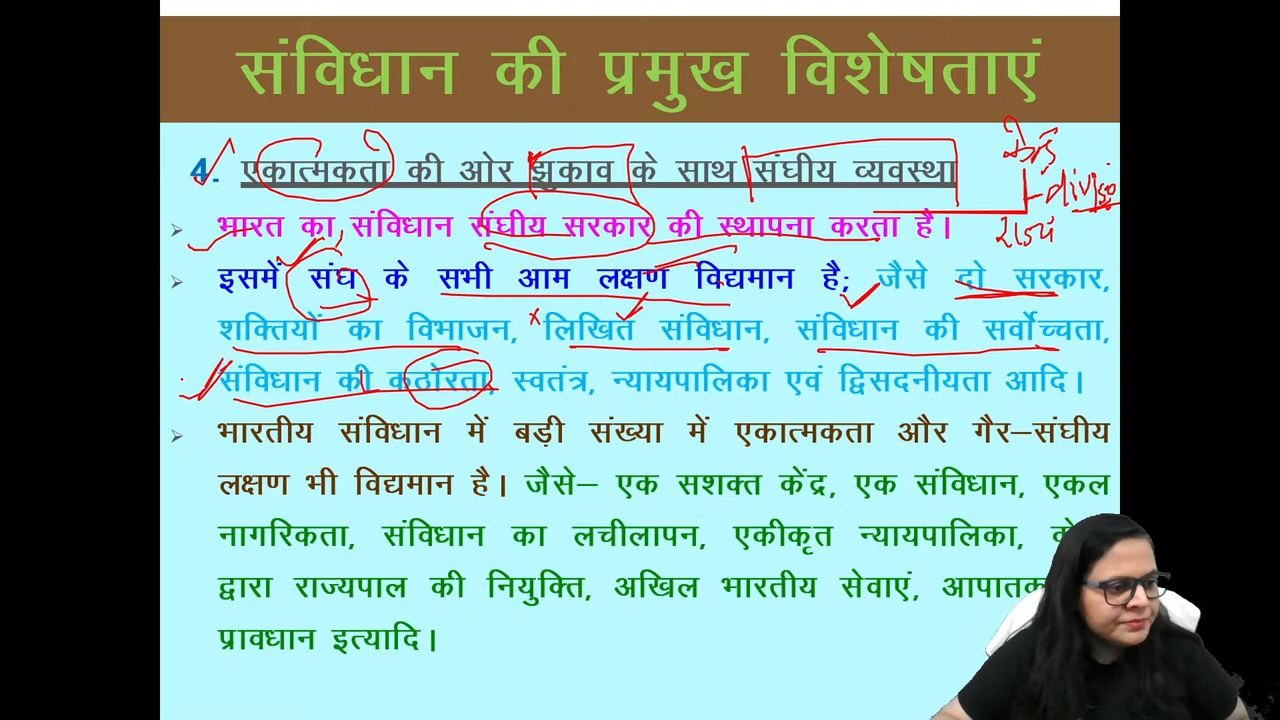 संविधान की प्रमुख विशेषताएं
4. एकात्मकता की ओर झुकाव के साथ संघीय व्यवस्था
केंद्र
divisio
राज्य
भारत का संविधान संघीय सरकार की स्थापना करता है।
इसमें संघ के सभी आम लक्षण विद्यमान है; जैसे दो सरकार,
शक्तियों का विभाजन, लिखित संविधान, संविधान की सर्वोच्चता,
संविधान की कठोरता, स्वतंत्र, न्यायपालिका एवं द्विसदनीयता आदि।
भारतीय संविधान में बड़ी संख्या में एकात्मकता और गैर–संघीय
लक्षण भी विद्यमान है। जैसे– एक सशक्त केंद्र, एक संविधान, एकल
नागरिकता, संविधान का लचीलापन, एकीकृत न्यायपालिका,
द्वारा राज्यपाल की नियुक्ति, अखिल भारतीय सेवाएं,
प्रावधान इत्यादि।